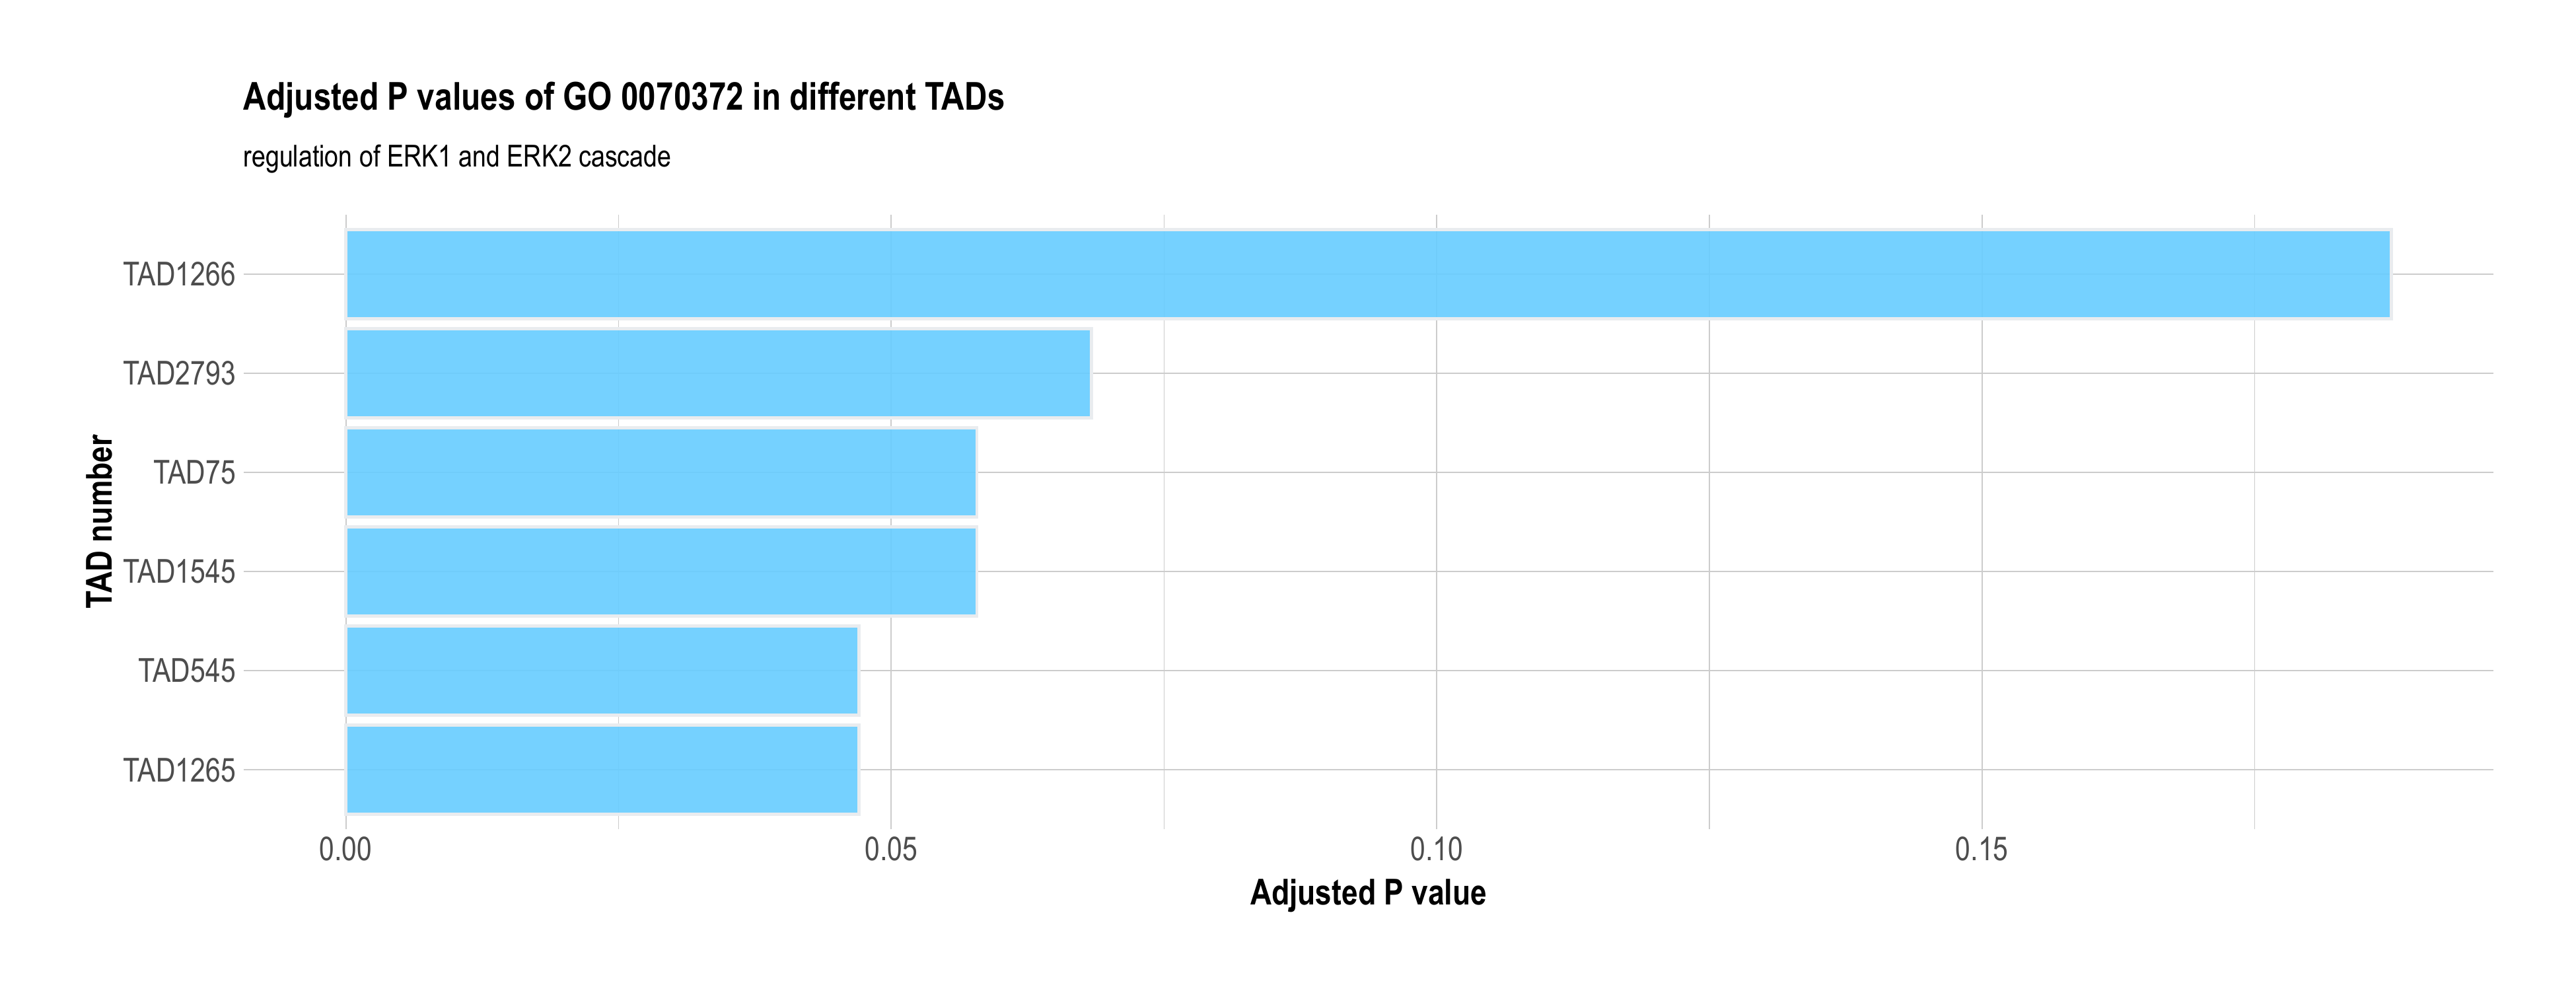 Adjusted P values of GO 0070372 in different TADs
regulation of ERK1 and ERK2 cascade
TAD number
TAD1266
TAD2793
TAD75
TAD1545
TAD545
TAD1265
0.00 0.05 0.10 0.15
Adjusted P value